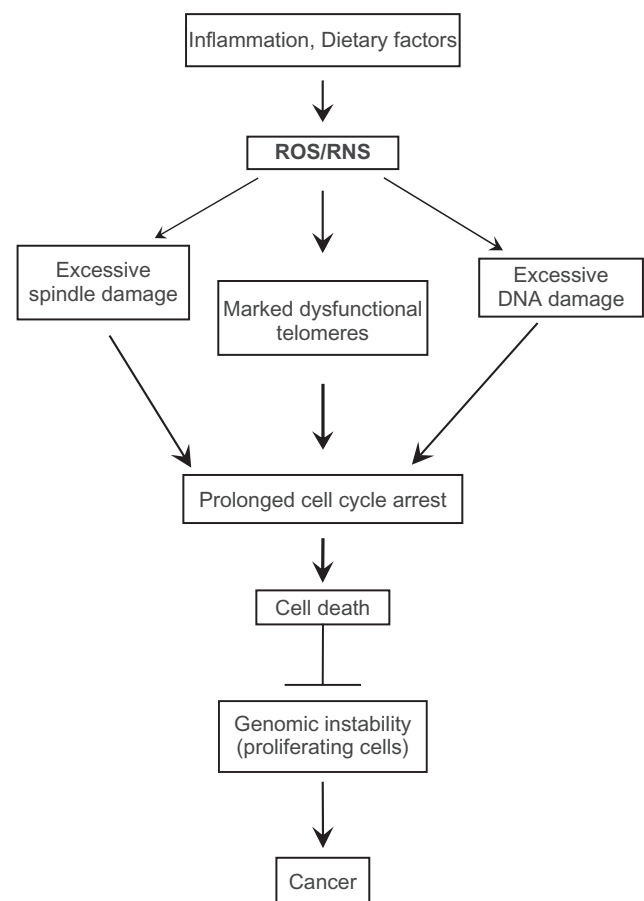 Inflammation, Dietary factors
ROS/RNS
Excessive
spindle damage
Marked dysfunctional
telomeres
Excessive
DNA damage
Prolonged cell cycle arrest
Cell death
Genomic instability
(proliferating cells)
Cancer